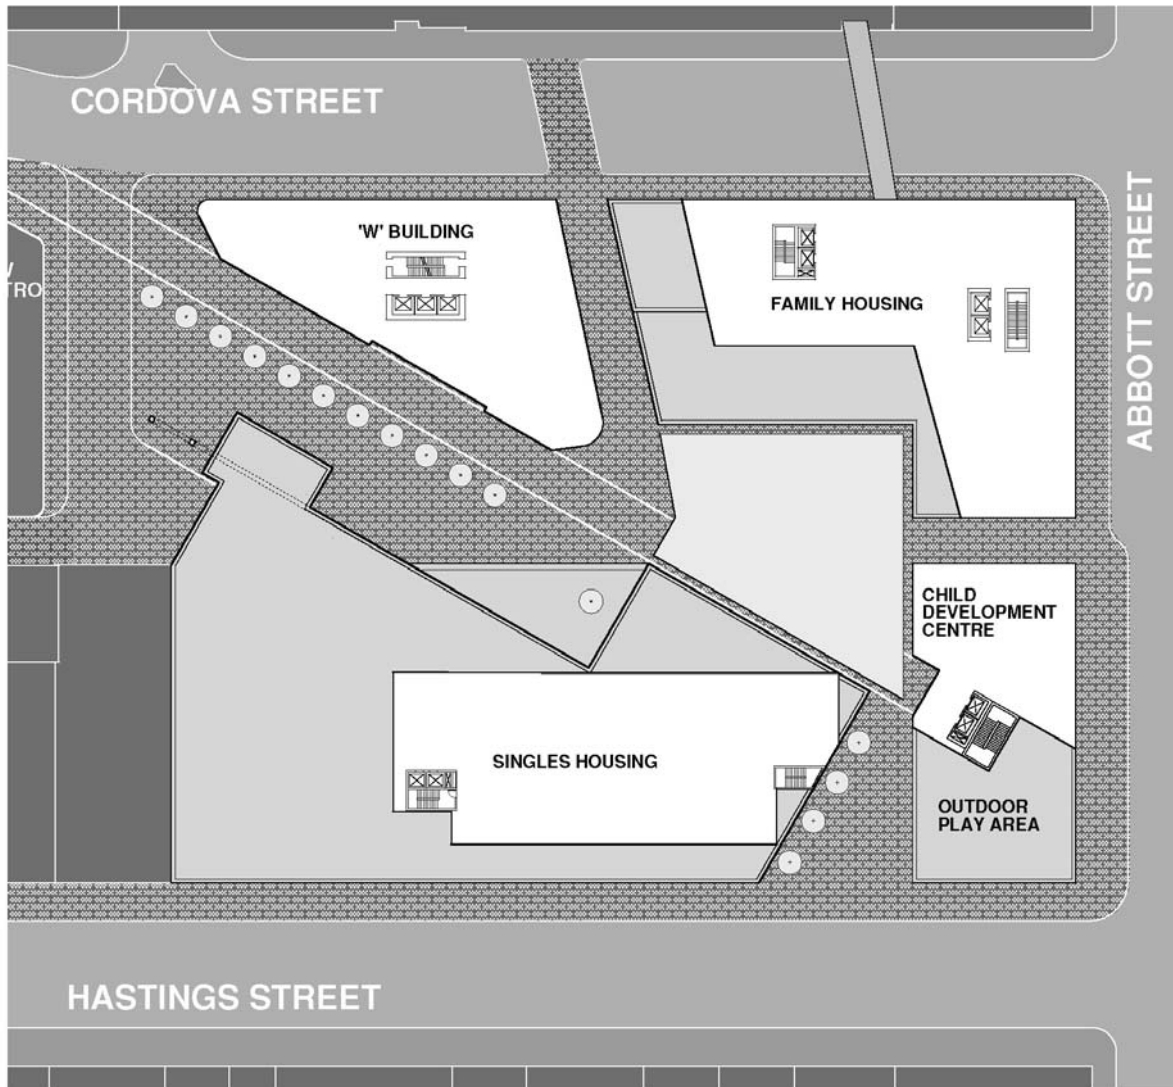 CORDOVA STREET
'W' BUILDING
FAMILY HOUSING
ABBOTT STREET
CHILD
DEVELOPMENT
CENTRE
SINGLES HOUSING
OUTDOOR
PLAY AREA
HASTINGS STREET